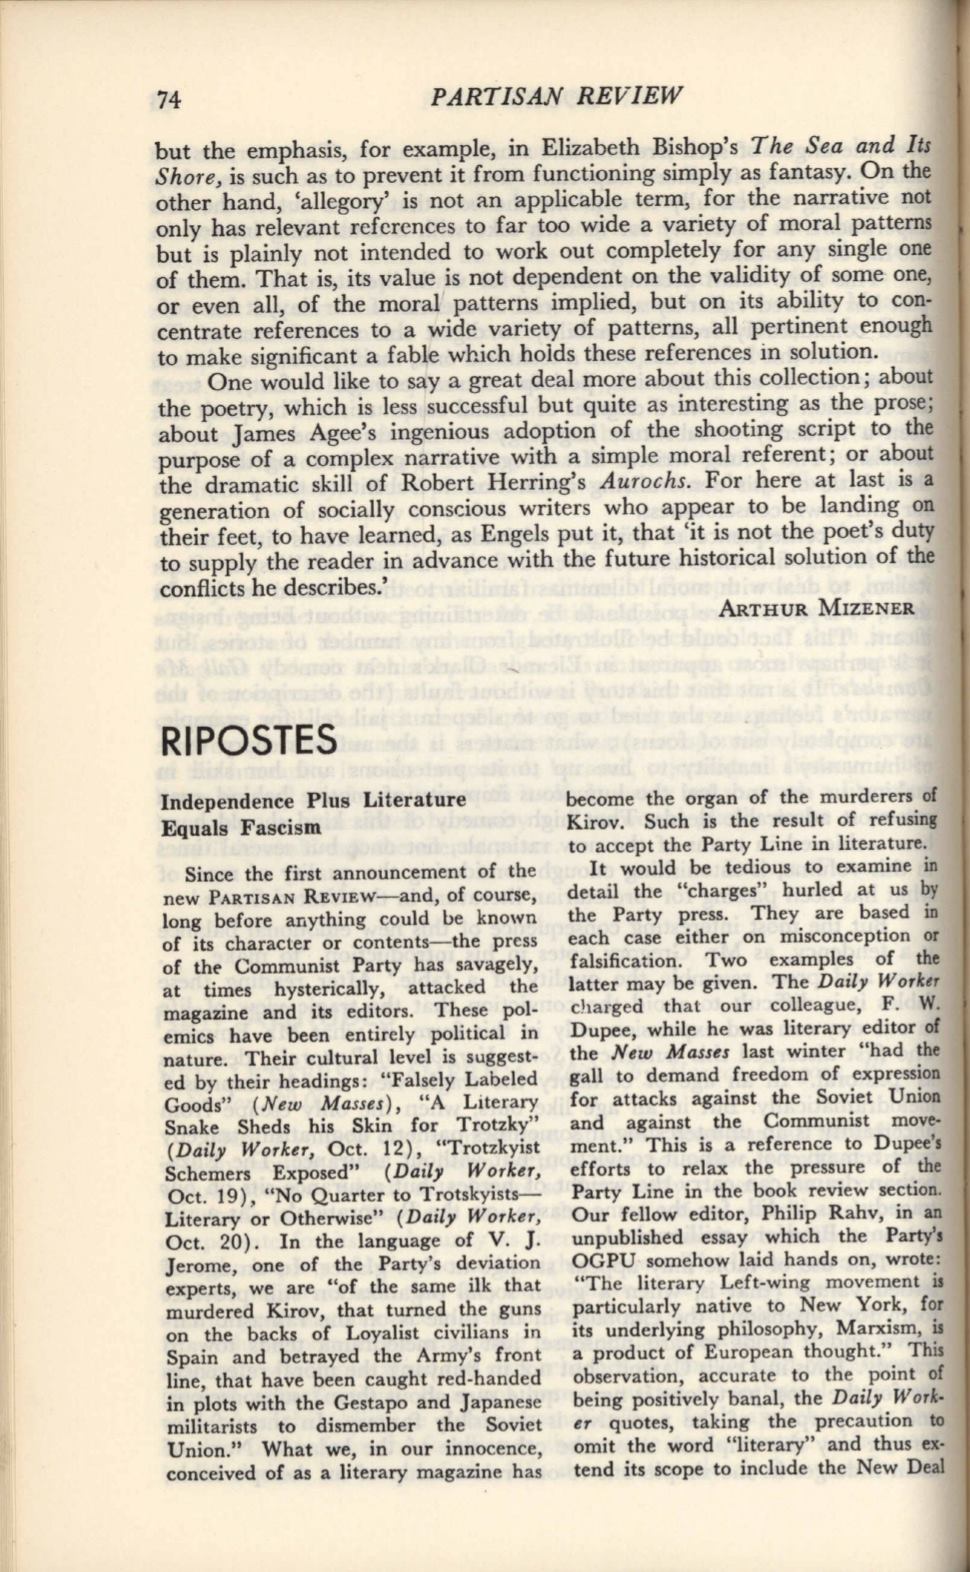 74
PARTISAN REVIEW
but the emphasis, for example, in Elizabeth Bishop's The Sea and Its
Shore, is such as to prevent it from functioning simply as fantasy. On the
other hand, 'allegory' is not an applicable term, for the narrative not
only has relevant references to far too wide a variety of moral patterns
but is plainly not intended to work out completely for any single one
of them. That is, its value is not dependent on the validity of some one,
or even all, of the moral patterns implied, but on its ability to con-
centrate references to a wide variety of patterns, all pertinent enough
to make significant a fable which holds these references in solution.
One would like to say a great deal more about this collection; about
the poetry, which is less successful but quite as interesting as the prose;
about James Agee's ingenious adoption of the shooting script to the
purpose of a complex narrative with a simple moral referent; or about
the dramatic skill of Robert Herring's Aurochs. For here at last is a
generation of socially conscious writers who appear to be landing on
their feet, to have learned, as Engels put it, that 'it is not the poet's duty
to supply the reader in advance with the future historical solution of the
conflicts he describes.'
ARTHUR MIZENER
RIPOSTES
Independence Plus Literature
Equals Fascism
Since the first announcement of the
new PARTISAN REVIEW—and, of course,
long before anything could be known
of its character or contents—the press
of the Communist Party has savagely,
at times hysterically, attacked the
magazine and its editors. These pol-
emics have been entirely political in
nature. Their cultural level is suggest-
ed by their headings: "Falsely Labeled
Goods" (New Masses), "A Literary
Snake Sheds his Skin for Trotzky"
(Daily Worker, Oct. 12), "Trotzkyist
Schemers Exposed" (Daily Worker,
Oct. 19), "No Quarter to Trotskyists—
Literary or Otherwise" (Daily Worker,
Oct. 20). In the language of V. J.
Jerome, one of the Party's deviation
experts, we are "of the same ilk that
murdered Kirov, that turned the guns
on the backs of Loyalist civilians in
Spain and betrayed the Army's front
line, that have been caught red-handed
in plots with the Gestapo and Japanese
militarists to dismember the Soviet
Union." What we, in our innocence,
conceived of as a literary magazine has
become the organ of the murderers of
Kirov. Such is the result of refusing
to accept the Party Line in literature.
It would be tedious to examine in
detail the "charges" hurled at us by
the Party press. They are based in
each case either on misconception or
falsification. Two examples of the
latter may be given. The Daily Worker
charged that our colleague, F. W.
Dupee, while he was literary editor of
the New Masses last winter "had the
gall to demand freedom of expression
for attacks against the Soviet Union
and against the Communist move-
ment." This is a reference to Dupee's
efforts to relax the pressure of the
Party Line in the book review section.
Our fellow editor, Philip Rahv, in an
unpublished essay which the Party's
OGPU somehow laid hands on, wrote:
"The literary Left-wing movement is
particularly native to New York, for
its underlying philosophy, Marxism, is
a product of European thought." This
observation, accurate to the point of
being positively banal, the Daily Work-
er quotes, taking the precaution to
omit the word "literary" and thus ex-
tend its scope to include the New Deal